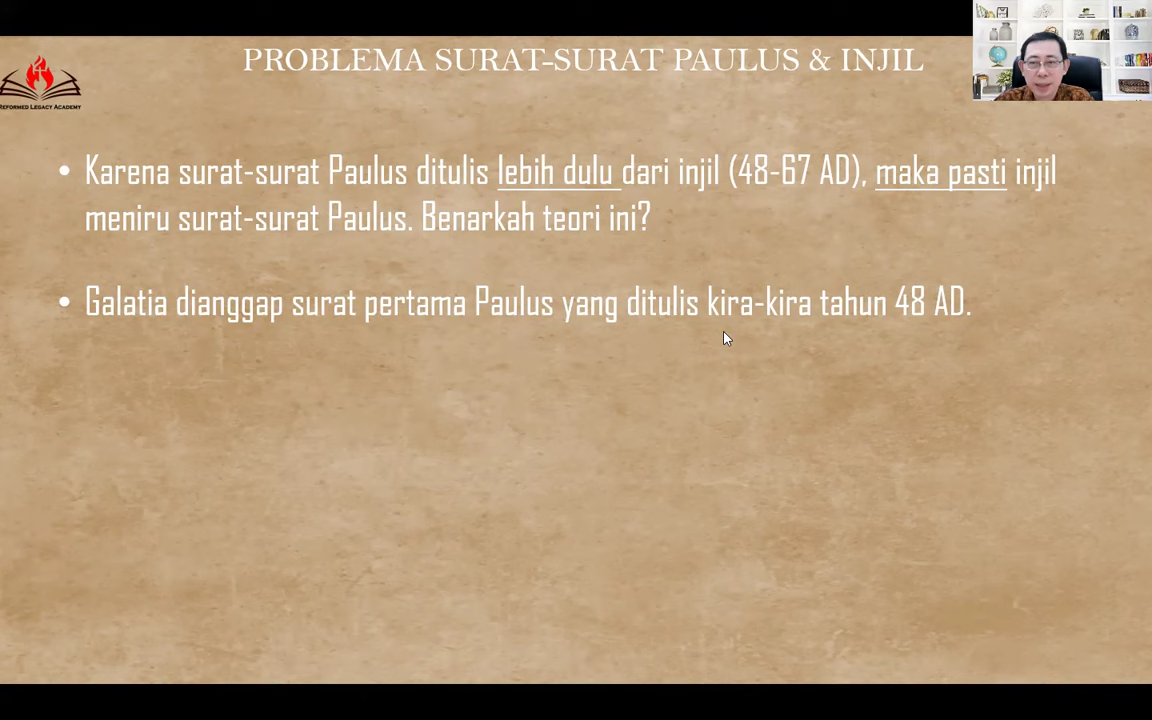 PROBLEMA SURAT-SURAT PAULUS & INJIL
REFORMED LEGACY ACADEMY
• Karena surat-surat Paulus ditulis lebih dulu dari injil (48-67 AD), maka pasti injil
meniru surat-surat Paulus. Benarkah teori ini?
• Galatia dianggap surat pertama Paulus yang ditulis kira-kira tahun 48 AD.